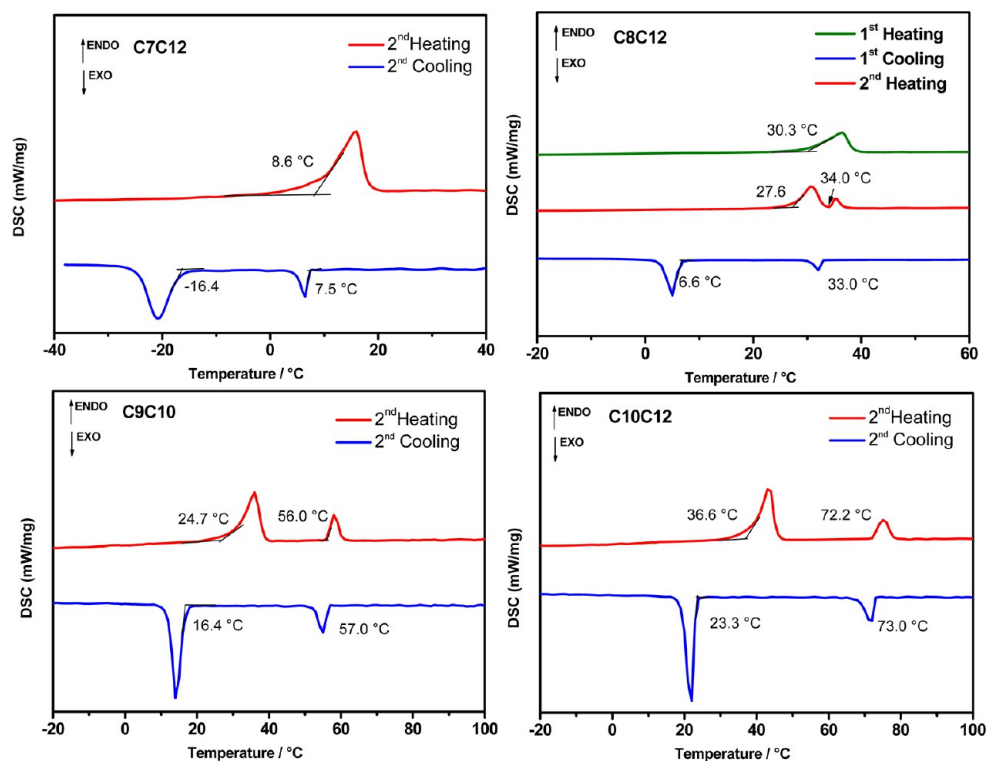 C7C12
ENDO
EXO
2nd Heating
2nd Cooling
8.6 °C
-16.4
7.5 °C
DSC (mW/mg)
-40 -20 0 20 40
Temperature / °C
C8C12
ENDO
EXO
1st Heating
1st Cooling
2nd Heating
30.3 °C
34.0 °C
27.6
6.6 °C
33.0 °C
DSC (mW/mg)
-20 0 20 40 60
Temperature / °C
C9C10
ENDO
EXO
2nd Heating
2nd Cooling
24.7 °C
56.0 °C
16.4 °C
57.0 °C
DSC (mW/mg)
-20 0 20 40 60 80 100
Temperature / °C
C10C12
ENDO
EXO
2nd Heating
2nd Cooling
36.6 °C
72.2 °C
23.3 °C
73.0 °C
DSC (mW/mg)
-20 0 20 40 60 80 100
Temperature / °C